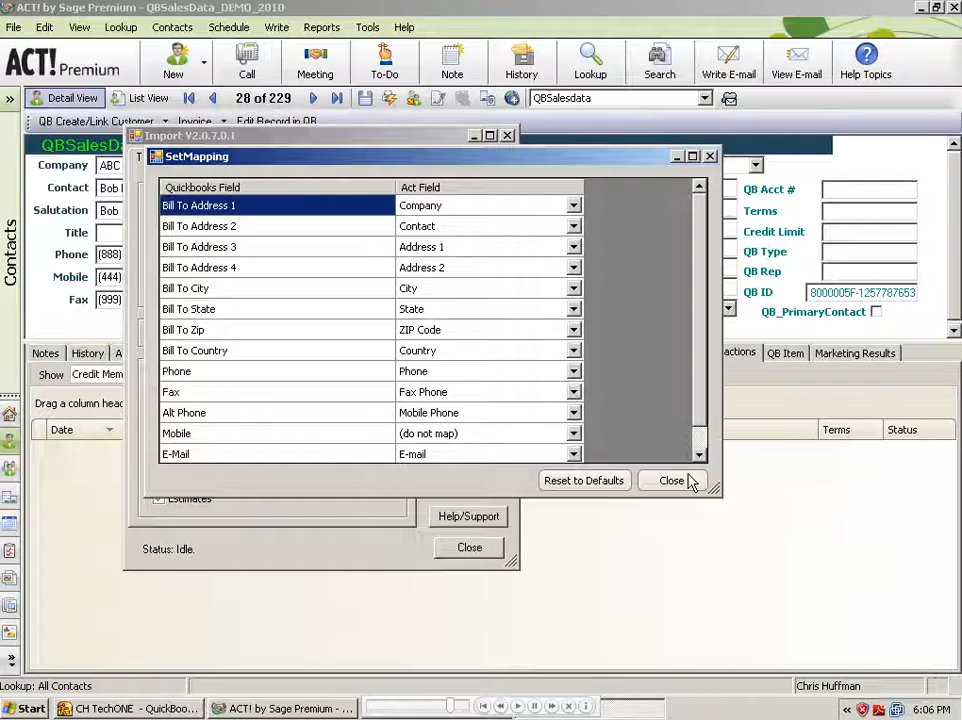 ACT! by Sage Premium - QBSalesData_DEMO_2010
File Edit View Lookup Contacts Schedule Write Reports Tools Help
ACT! Premium
New Call Meeting To-Do Note History Lookup Search Write E-mail View E-mail Help Topics
Detail View List View 28 of 229 QBSalesdata
QB Create/Link Customer Invoice Edit Record in QB
Import V2.0.7.0.1
QBSalesDa
SetMapping
Company ABC
Contact Bob
Salutation Bob
Title
Phone (888)
Mobile (444)
Fax (999)
Contacts
Quickbooks Field Act Field
Bill To Address 1 Company
Bill To Address 2 Contact
Bill To Address 3 Address 1
Bill To Address 4 Address 2
Bill To City City
Bill To State State
Bill To Zip ZIP Code
Bill To Country Country
Phone Phone
Fax Fax Phone
Alt Phone Mobile Phone
Mobile (do not map)
E-Mail E-mail
Reset to Defaults Close
QB Acct #
Terms
Credit Limit
QB Type
QB Rep
QB ID 8000005F-1257787653
QB_PrimaryContact
Notes History A actions QB Item Marketing Results
Show Credit Mem
Drag a column head
Date Terms Status
Estimates
Help/Support
Status: Idle. Close
Lookup: All Contacts Chris Huffman
Start CH TechONE - QuickBoo... ACT! by Sage Premium - ... 6:06 PM